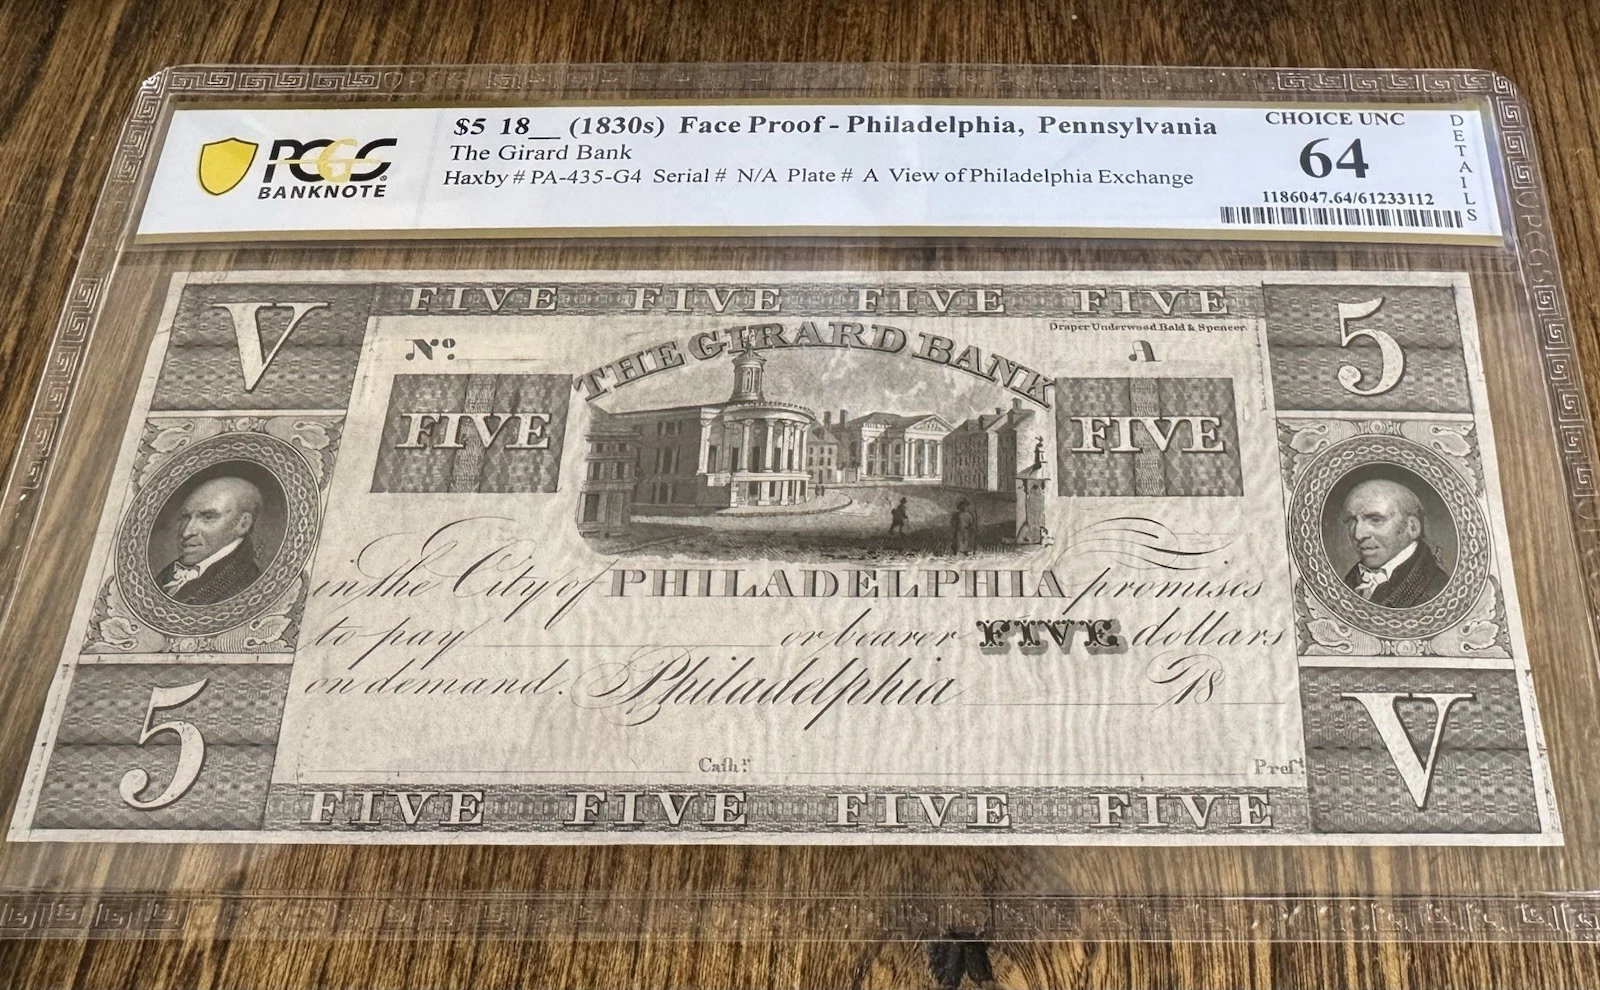 PCGS
BANKNOTE
$5 18__ (1830s) Face Proof - Philadelphia, Pennsylvania
The Girard Bank
Haxby # PA-435-G4 Serial # N/A Plate # A View of Philadelphia Exchange
CHOICE UNC
64
1186047.64/61233112
DETAILS
V FIVE FIVE FIVE FIVE 5
Draper Underwood Bald & Spencer
No. A
THE GIRARD BANK
FIVE FIVE
in the City of PHILADELPHIA promises
to pay or bearer FIVE dollars
on demand. Philadelphia 18
Cashr. Prest.
5 FIVE FIVE FIVE FIVE V